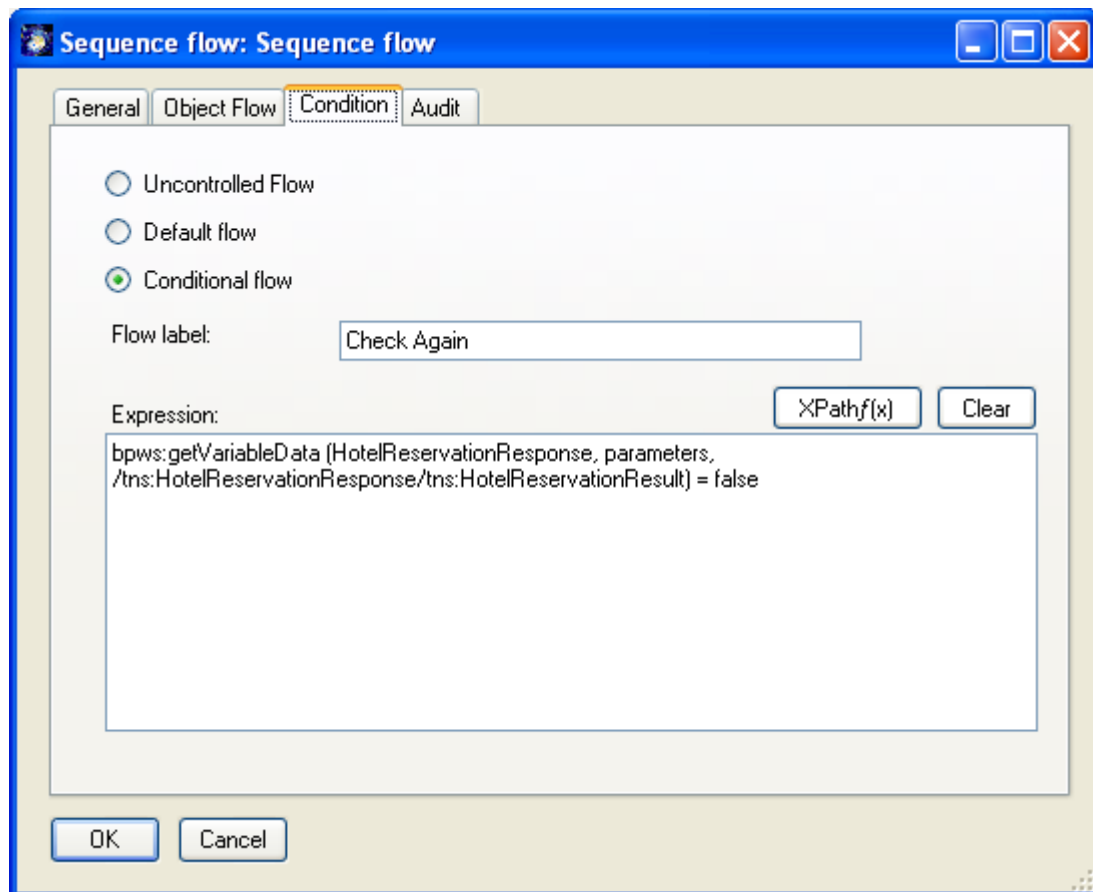 Sequence flow: Sequence flow
General Object Flow Condition Audit
Uncontrolled Flow
Default flow
Conditional flow
Flow label: Check Again
Expression: XPathƒ(x) Clear
bpws:getVariableData (HotelReservationResponse, parameters,
/tns:HotelReservationResponse/tns:HotelReservationResult) = false
OK Cancel